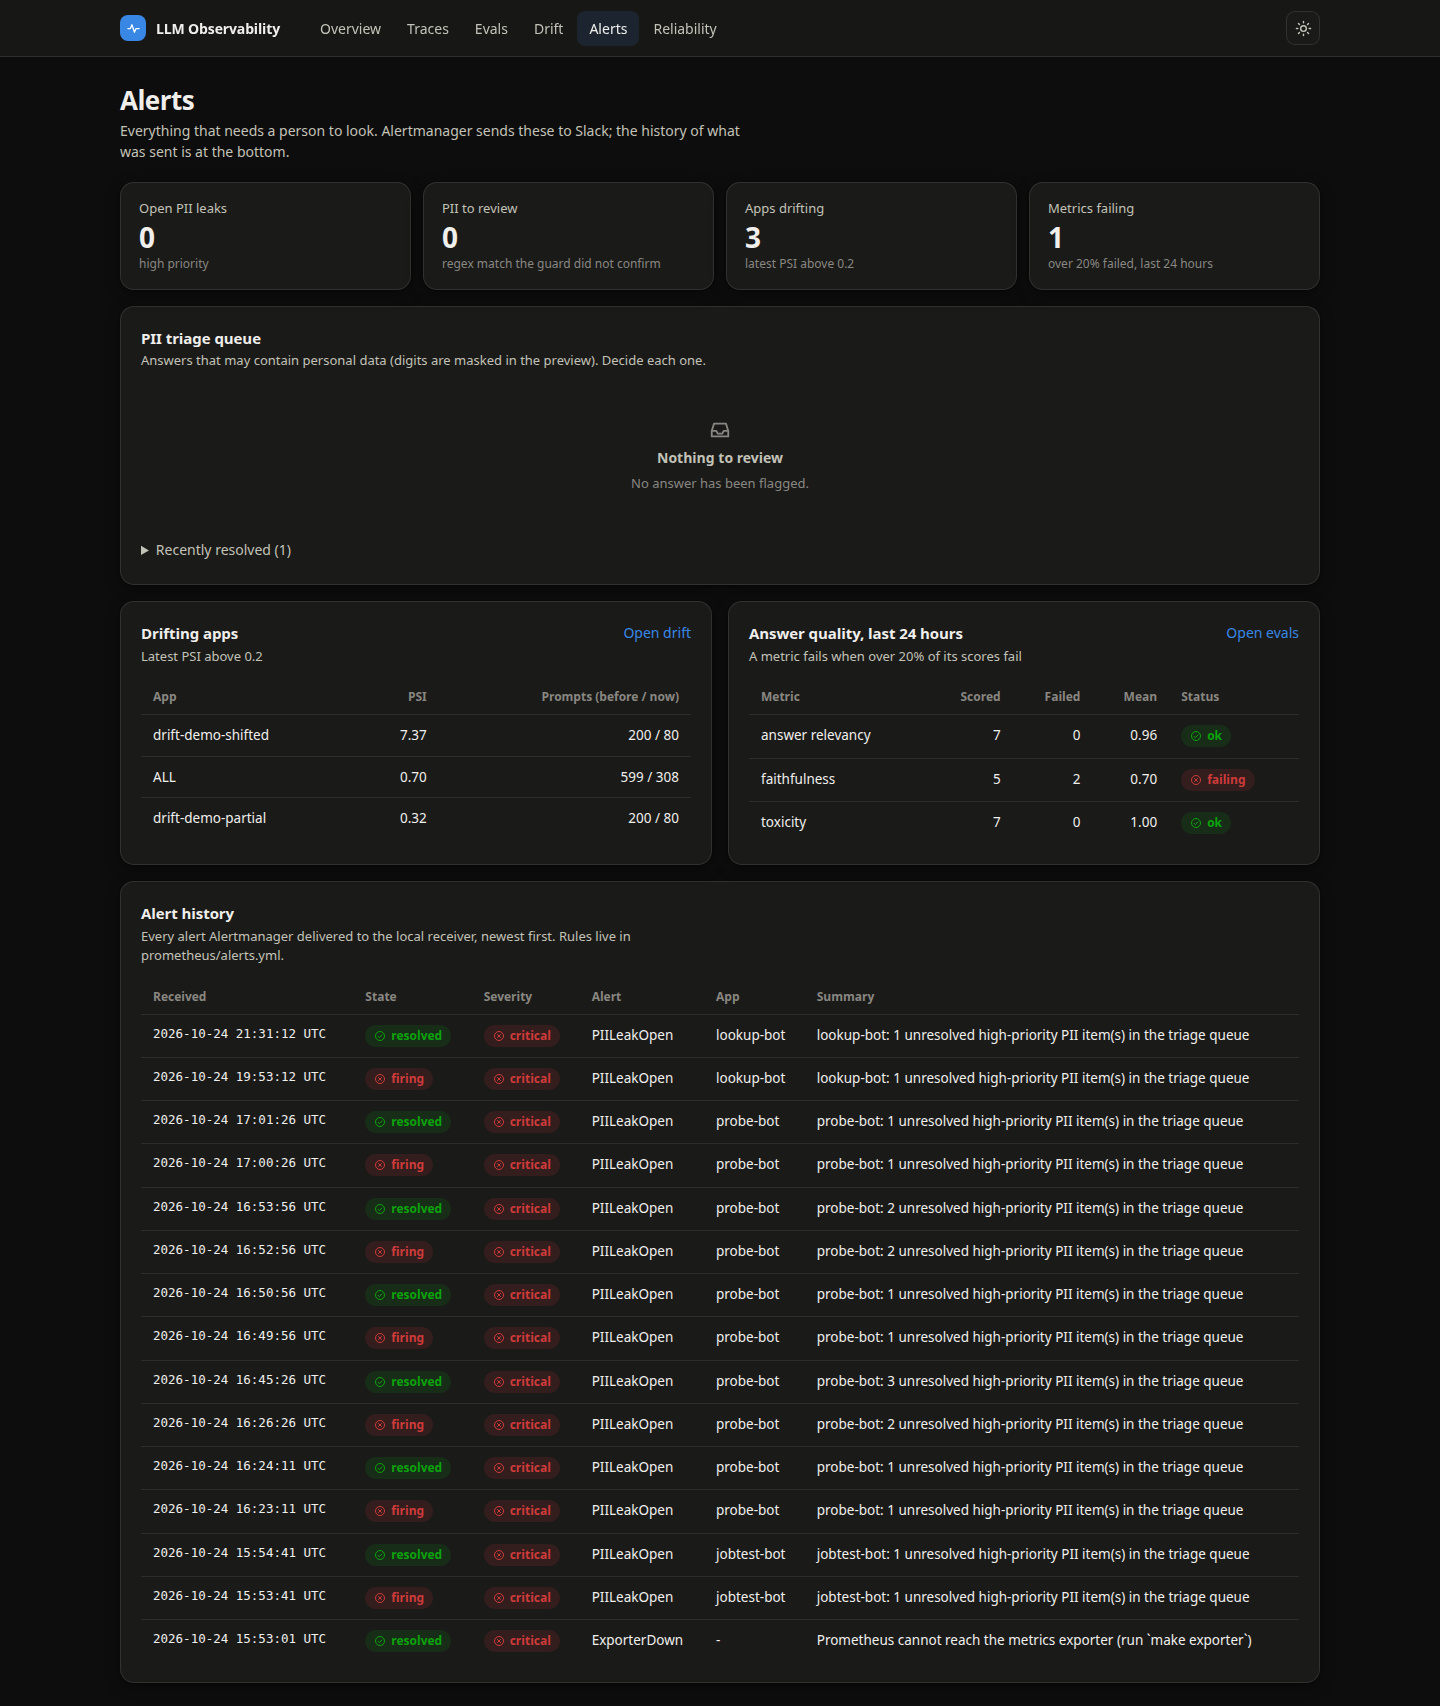 LLM Observability Overview Traces Evals Drift Alerts Reliability
Alerts
Everything that needs a person to look. Alertmanager sends these to Slack; the history of what
was sent is at the bottom.
Open PII leaks
0
high priority
PII to review
0
regex match the guard did not confirm
Apps drifting
3
latest PSI above 0.2
Metrics failing
1
over 20% failed, last 24 hours
PII triage queue
Answers that may contain personal data (digits are masked in the preview). Decide each one.
Nothing to review
No answer has been flagged.
Recently resolved (1)
Drifting apps Open drift
Latest PSI above 0.2
App PSI Prompts (before / now)
drift-demo-shifted 7.37 200 / 80
ALL 0.70 599 / 308
drift-demo-partial 0.32 200 / 80
Answer quality, last 24 hours Open evals
A metric fails when over 20% of its scores fail
Metric Scored Failed Mean Status
answer relevancy 7 0 0.96 ok
faithfulness 5 2 0.70 failing
toxicity 7 0 1.00 ok
Alert history
Every alert Alertmanager delivered to the local receiver, newest first. Rules live in
prometheus/alerts.yml.
Received State Severity Alert App Summary
2026-10-24 21:31:12 UTC resolved critical PIILeakOpen lookup-bot lookup-bot: 1 unresolved high-priority PII item(s) in the triage queue
2026-10-24 19:53:12 UTC firing critical PIILeakOpen lookup-bot lookup-bot: 1 unresolved high-priority PII item(s) in the triage queue
2026-10-24 17:01:26 UTC resolved critical PIILeakOpen probe-bot probe-bot: 1 unresolved high-priority PII item(s) in the triage queue
2026-10-24 17:00:26 UTC firing critical PIILeakOpen probe-bot probe-bot: 1 unresolved high-priority PII item(s) in the triage queue
2026-10-24 16:53:56 UTC resolved critical PIILeakOpen probe-bot probe-bot: 2 unresolved high-priority PII item(s) in the triage queue
2026-10-24 16:52:56 UTC firing critical PIILeakOpen probe-bot probe-bot: 2 unresolved high-priority PII item(s) in the triage queue
2026-10-24 16:50:56 UTC resolved critical PIILeakOpen probe-bot probe-bot: 1 unresolved high-priority PII item(s) in the triage queue
2026-10-24 16:49:56 UTC firing critical PIILeakOpen probe-bot probe-bot: 1 unresolved high-priority PII item(s) in the triage queue
2026-10-24 16:45:26 UTC resolved critical PIILeakOpen probe-bot probe-bot: 3 unresolved high-priority PII item(s) in the triage queue
2026-10-24 16:26:26 UTC firing critical PIILeakOpen probe-bot probe-bot: 2 unresolved high-priority PII item(s) in the triage queue
2026-10-24 16:24:11 UTC resolved critical PIILeakOpen probe-bot probe-bot: 1 unresolved high-priority PII item(s) in the triage queue
2026-10-24 16:23:11 UTC firing critical PIILeakOpen probe-bot probe-bot: 1 unresolved high-priority PII item(s) in the triage queue
2026-10-24 15:54:41 UTC resolved critical PIILeakOpen jobtest-bot jobtest-bot: 1 unresolved high-priority PII item(s) in the triage queue
2026-10-24 15:53:41 UTC firing critical PIILeakOpen jobtest-bot jobtest-bot: 1 unresolved high-priority PII item(s) in the triage queue
2026-10-24 15:53:01 UTC resolved critical ExporterDown - Prometheus cannot reach the metrics exporter (run `make exporter`)